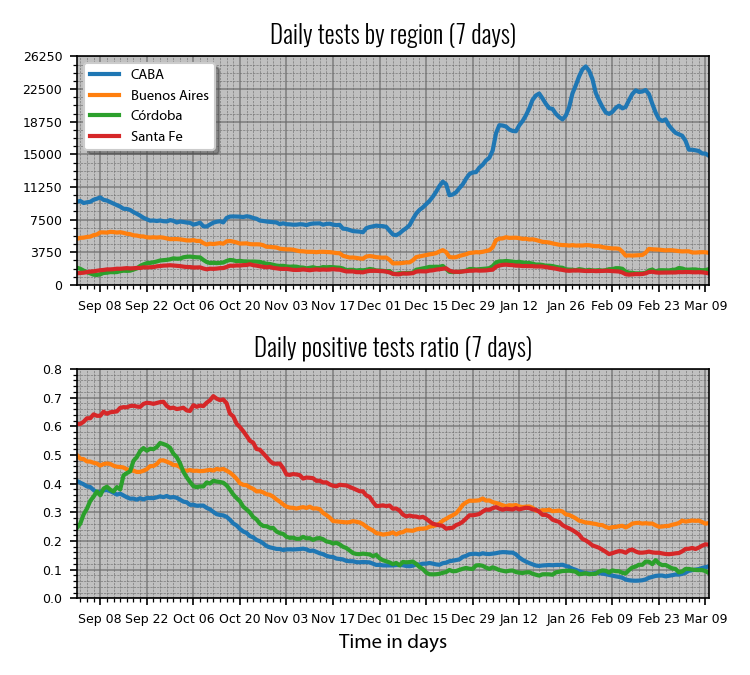 Daily tests by region (7 days)
26250
22500
18750
15000
11250
7500
3750
0
CABA
Buenos Aires
Córdoba
Santa Fe
Sep 08 Sep 22 Oct 06 Oct 20 Nov 03 Nov 17 Dec 01 Dec 15 Dec 29 Jan 12 Jan 26 Feb 09 Feb 23 Mar 09
Daily positive tests ratio (7 days)
0.8
0.7
0.6
0.5
0.4
0.3
0.2
0.1
0.0
Sep 08 Sep 22 Oct 06 Oct 20 Nov 03 Nov 17 Dec 01 Dec 15 Dec 29 Jan 12 Jan 26 Feb 09 Feb 23 Mar 09
Time in days